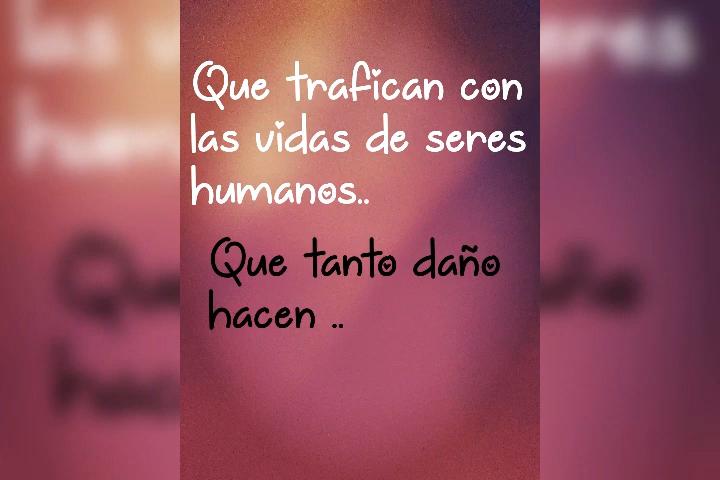 Que trafican con
las vidas de seres
humanos..
Que tanto daño
hacen ..